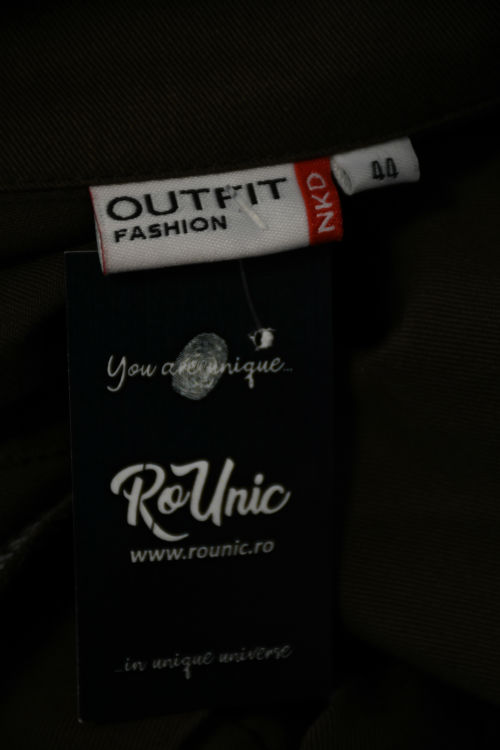 OUTFIT
FASHION
NKD
44
You are unique...
RoUnic
www.rounic.ro
...in unique universe